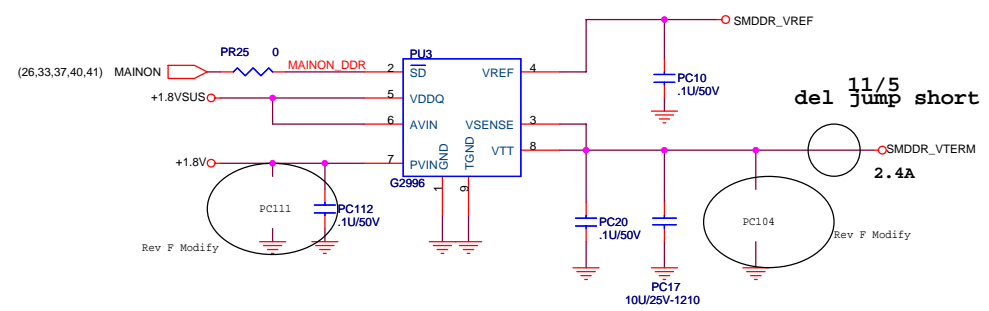 SMDDR_VREF
PR25 0
PU3
(26,33,37,40,41) MAINON
MAINON_DDR
2 SD
VREF 4
PC10
.1U/50V
11/5
del jump short
+1.8VSUS
5 VDDQ
6 AVIN
VSENSE 3
VTT 8
SMDDR_VTERM
2.4A
+1.8V
7 PVIN
GND
TGND
G2996
1
9
PC111
PC112
.1U/50V
Rev F Modify
PC20
.1U/50V
PC104
Rev F Modify
PC17
10U/25V-1210